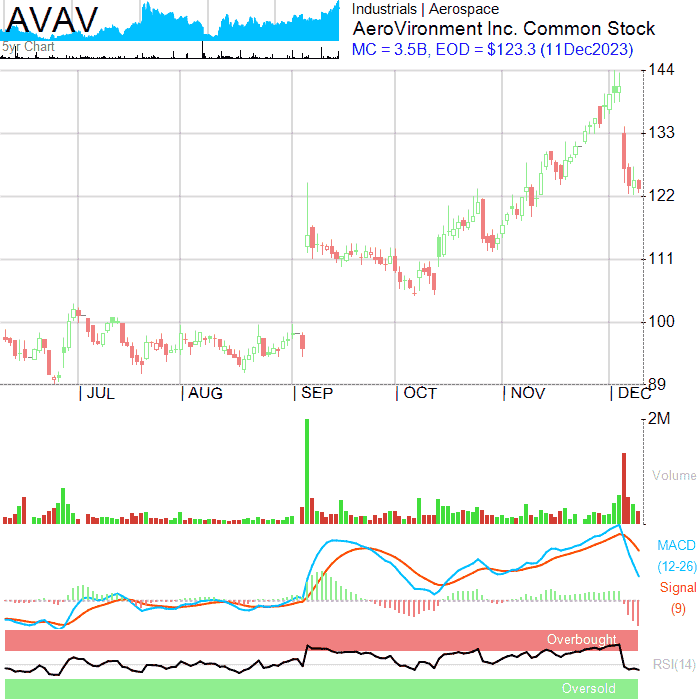 AVAV
5yr Chart
Industrials | Aerospace
AeroVironment Inc. Common Stock
MC = 3.5B, EOD = $123.3 (11Dec2023)
144
133
122
111
100
89
JUL
AUG
SEP
OCT
NOV
DEC
2M
Volume
MACD
(12-26)
Signal
(9)
Overbought
RSI(14)
Oversold